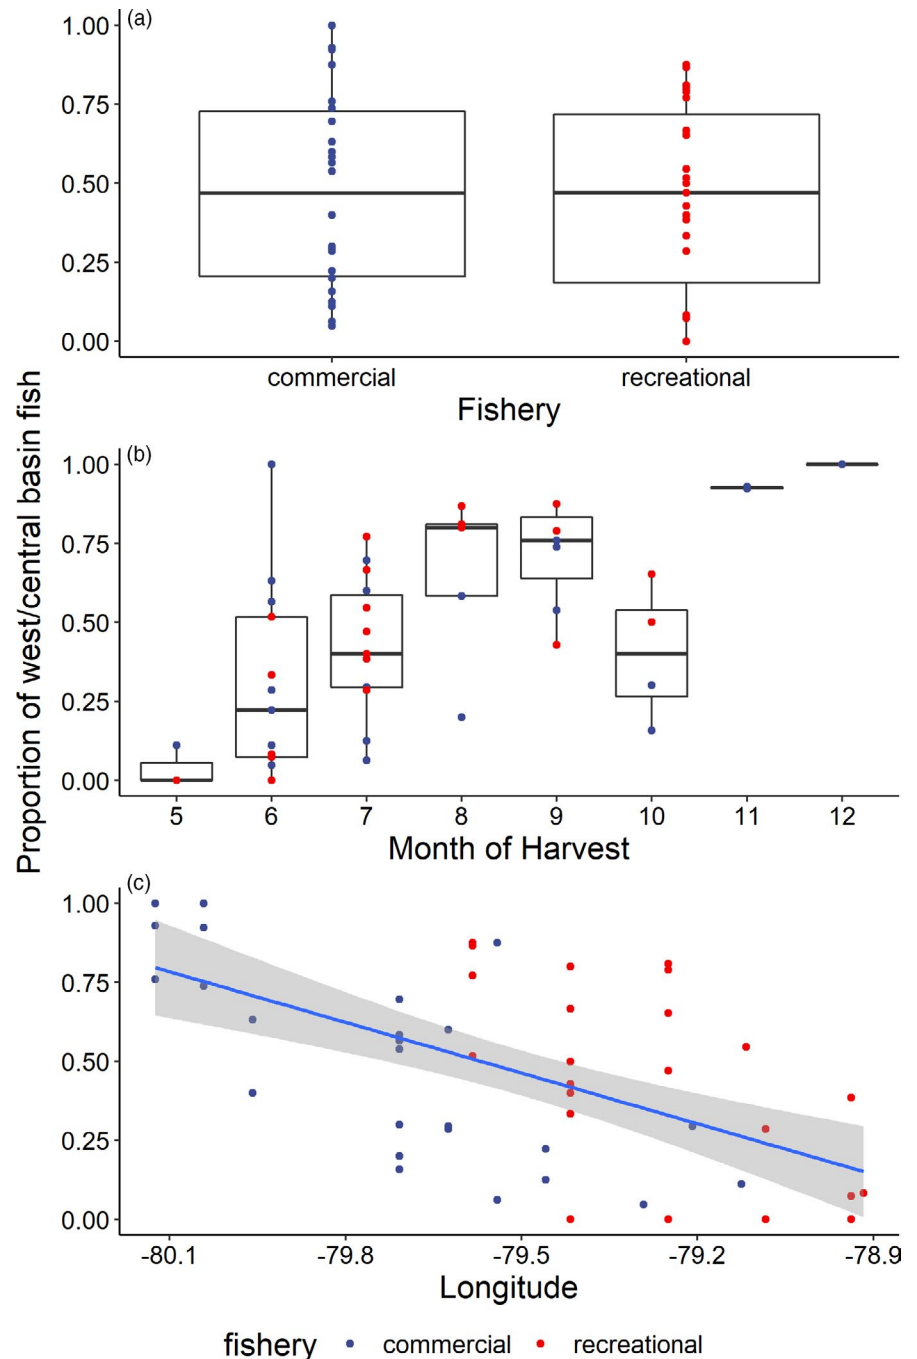 (a)
1.00
0.75
0.50
0.25
0.00
commercial recreational
Fishery
Proportion of west/central basin fish
(b)
1.00
0.75
0.50
0.25
0.00
5 6 7 8 9 10 11 12
Month of Harvest
(c)
1.00
0.75
0.50
0.25
0.00
-80.1 -79.8 -79.5 -79.2 -78.9
Longitude
fishery commercial recreational